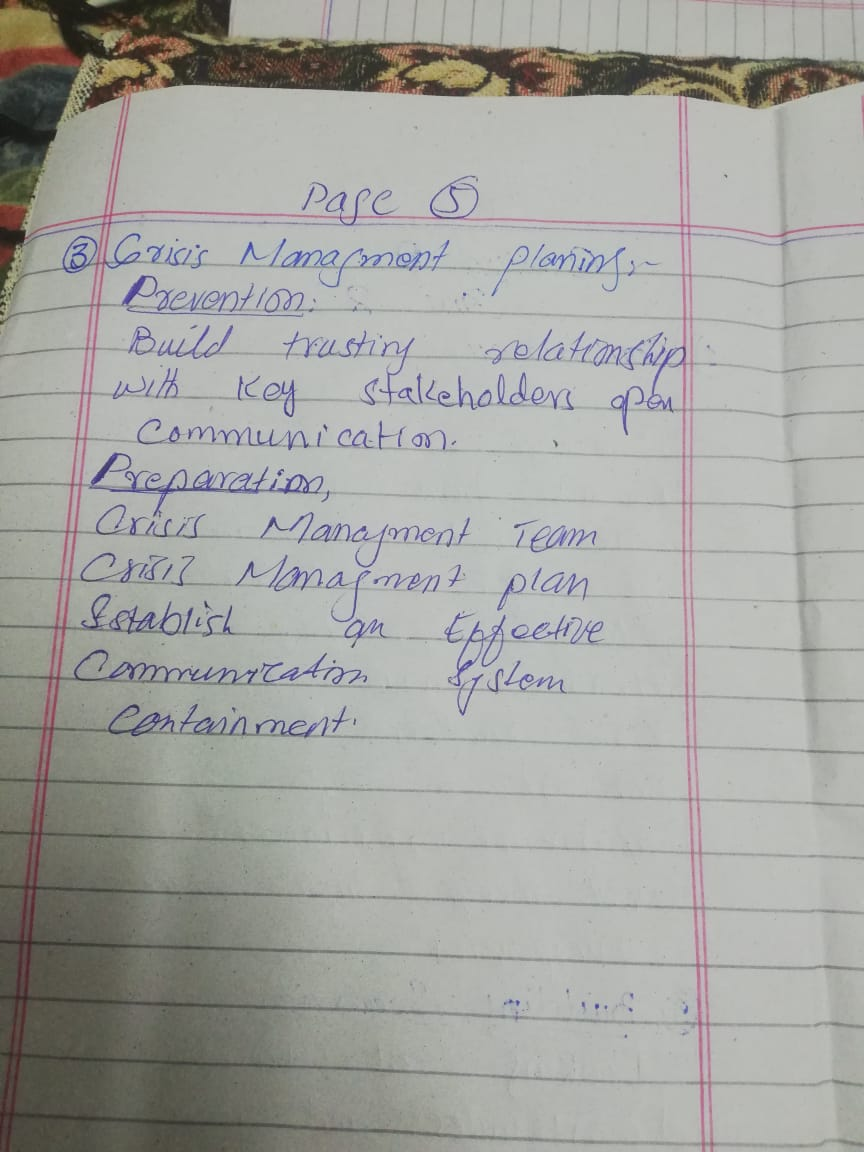 Page ⑤
③ Crisis Managment planing:-
Prevention:
Build trusting relationship
with key stakeholders open
Communication.
Preparation,
Crisis Managment Team
Crisis Managment plan
Establish an Effective
Communication System
Containment.